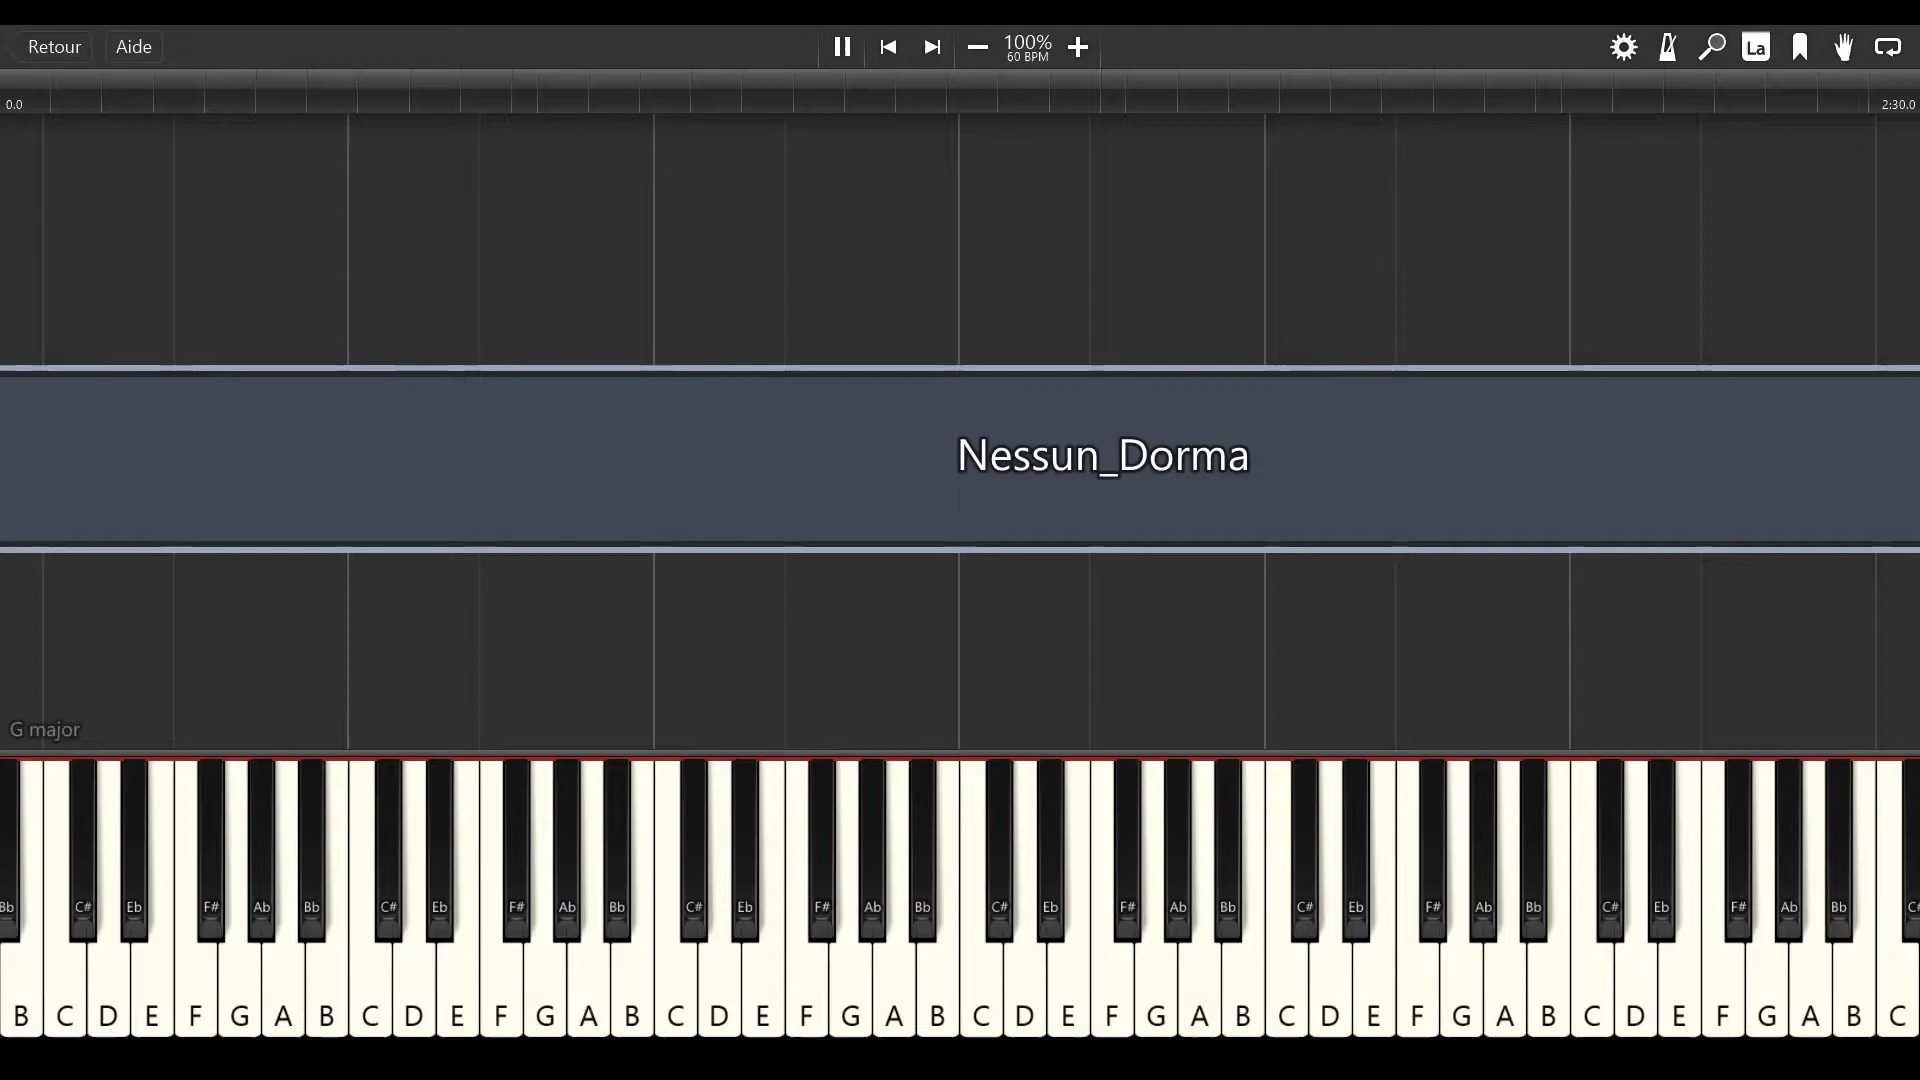 Retour Aide 100% La
60 BPM
0.0 2:30.0
Nessun_Dorma
G major
Bb C# Eb F# Ab Bb C# Eb F# Ab Bb C# Eb F# Ab Bb C# Eb F# Ab Bb C# Eb F# Ab Bb C# Eb F# Ab Bb C#
B C D E F G A B C D E F G A B C D E F G A B C D E F G A B C D E F G A B C D E F G A B C